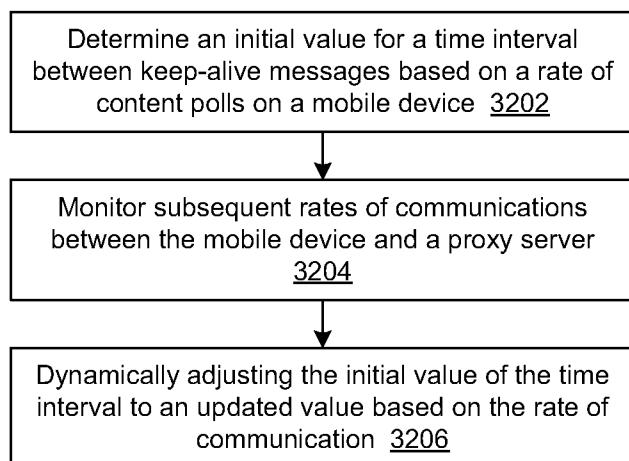 Determine an initial value for a time interval
between keep-alive messages based on a rate of
content polls on a mobile device 3202
Monitor subsequent rates of communications
between the mobile device and a proxy server
3204
Dynamically adjusting the initial value of the time
interval to an updated value based on the rate of
communication 3206